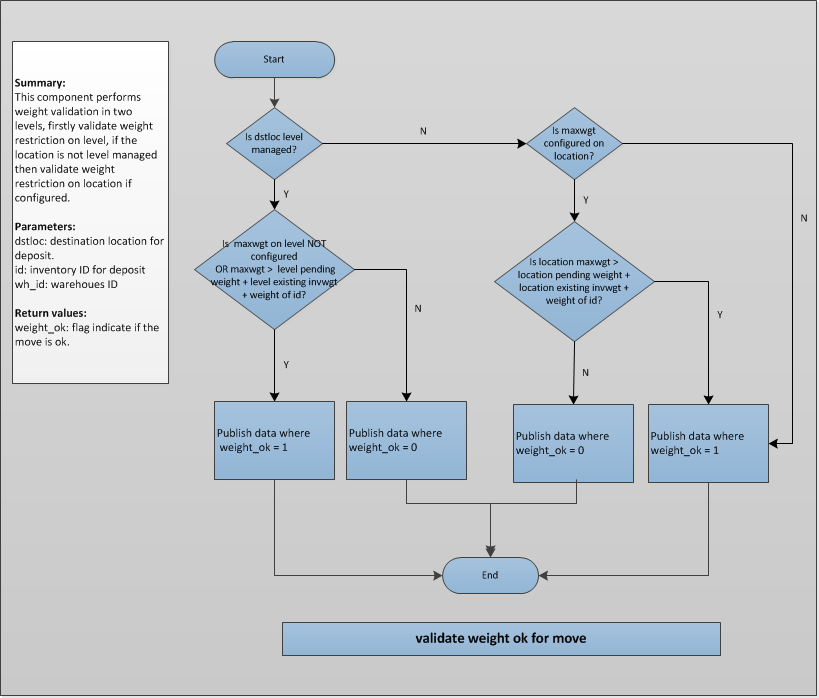 Start
Summary:
This component performs
weight validation in two
levels, firstly validate weight
restriction on level, if the
location is not level managed
then validate weight
restriction on location if
configured.
Parameters:
dstloc: destination location for
deposit.
id: inventory ID for deposit
wh_id: warehoues ID
Return values:
weight_ok: flag indicate if the
move is ok.
Is dstloc level
managed?
N
Is maxwgt
configured on
location?
Y
Y
N
Is maxwgt on level NOT
configured
OR maxwgt > level pending
weight + level existing invwgt
+ weight of id?
Is location maxwgt >
location pending weight +
location existing invwgt +
weight of id?
N
Y
Y
N
Publish data where
weight_ok = 1
Publish data where
weight_ok = 0
Publish data where
weight_ok = 0
Publish data where
weight_ok = 1
End
validate weight ok for move